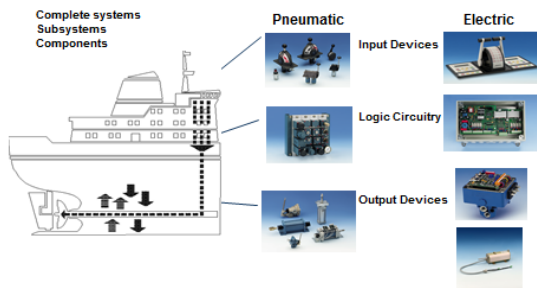 Complete systems
Subsystems
Components
Pneumatic
Electric
Input Devices
Logic Circuitry
Output Devices